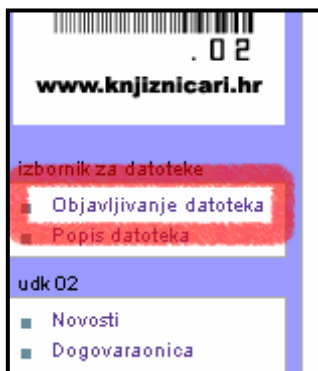 .02
www.knjiznicari.hr
izbornik za datoteke
Objavljivanje datoteka
Popis datoteka
udk 02
Novosti
Dogovaraonica